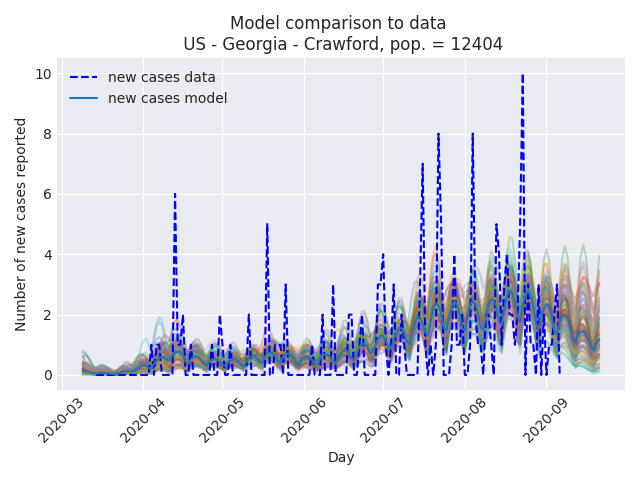 Model comparison to data
US - Georgia - Crawford, pop. = 12404
new cases data
new cases model
Number of new cases reported
10
8
6
4
2
0
2020-03
2020-04
2020-05
2020-06
2020-07
2020-08
2020-09
Day